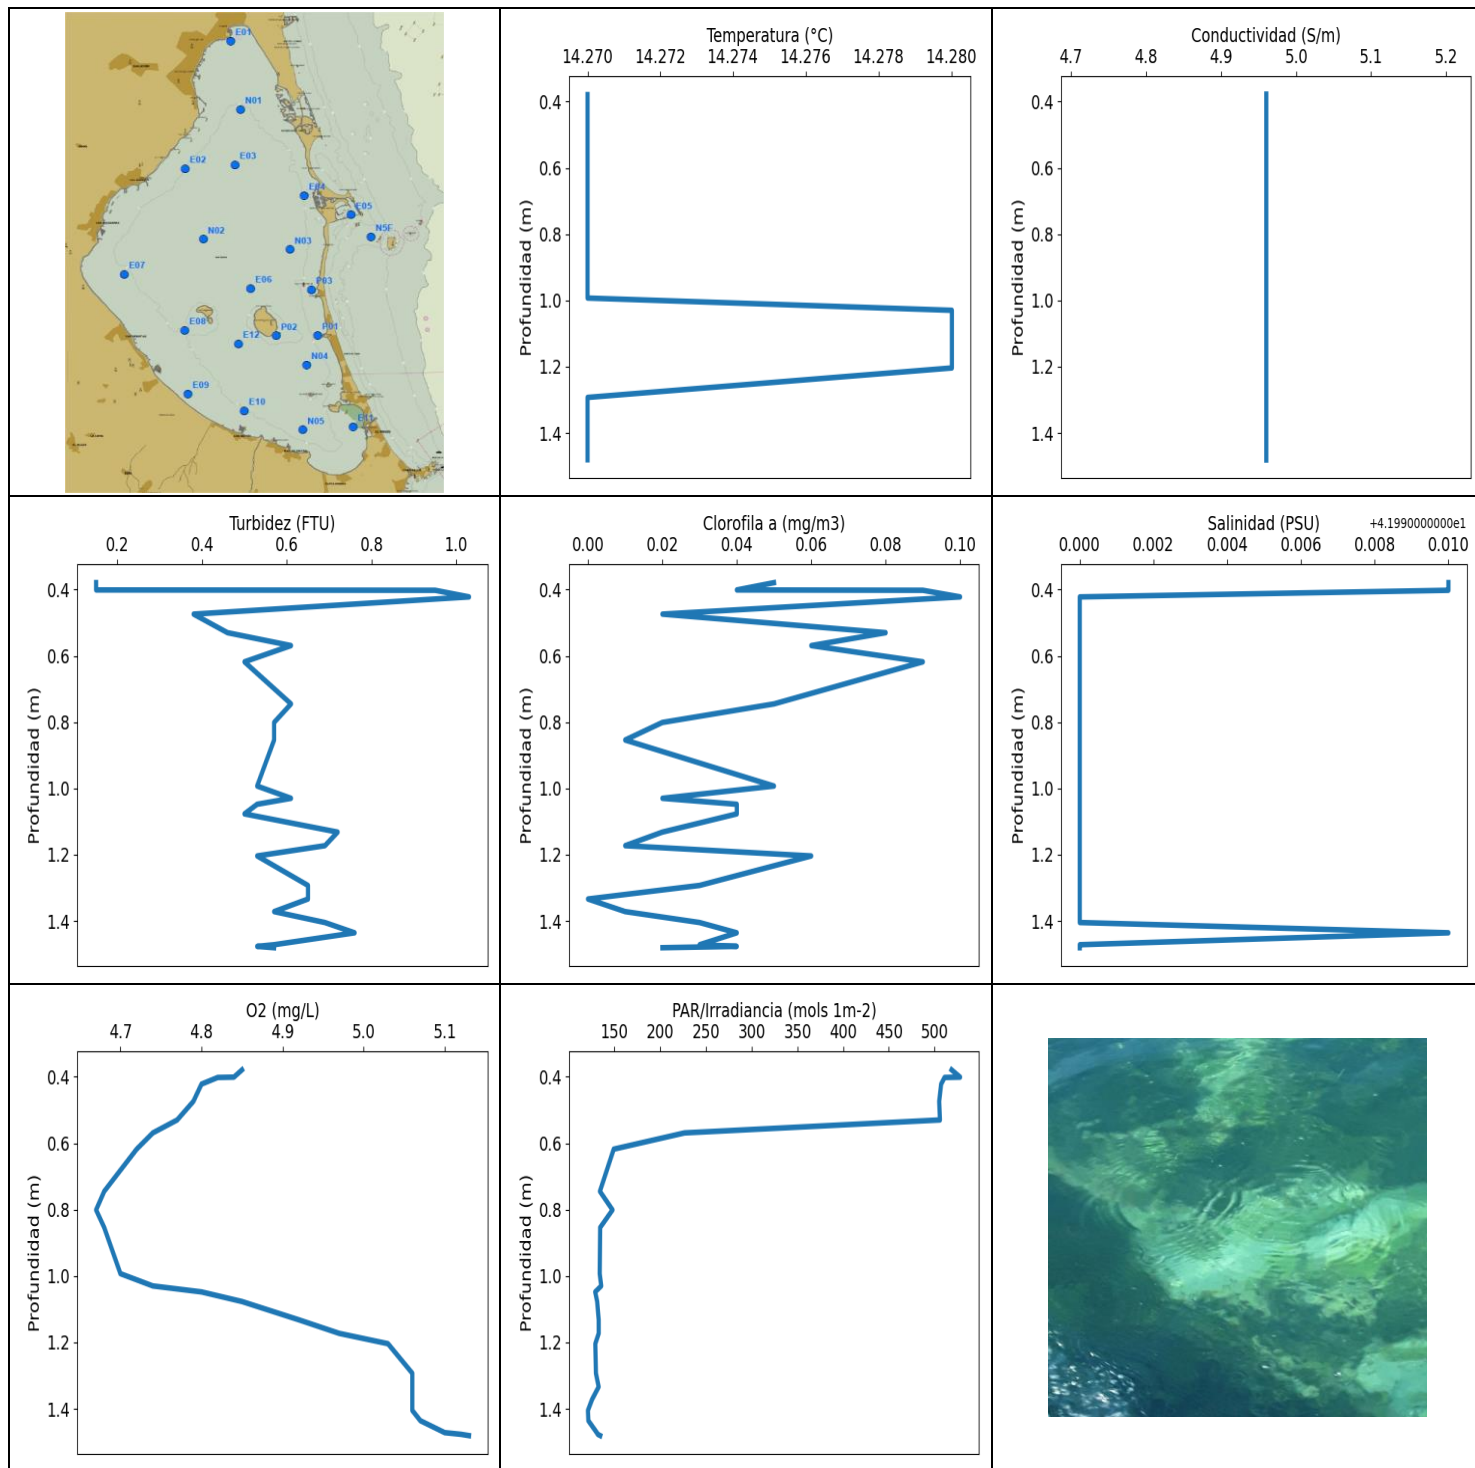 E01
N01
E02
E03
E04
E05
N5F
N02
N03
E07
E06
P03
E08
E12
P02
P01
N04
E09
E10
N05
E11
Temperatura (°C)
14.270 14.272 14.274 14.276 14.278 14.280
Profundidad (m)
0.4
0.6
0.8
1.0
1.2
1.4
Conductividad (S/m)
4.7 4.8 4.9 5.0 5.1 5.2
Profundidad (m)
0.4
0.6
0.8
1.0
1.2
1.4
Turbidez (FTU)
0.2 0.4 0.6 0.8 1.0
Profundidad (m)
0.4
0.6
0.8
1.0
1.2
1.4
Clorofila a (mg/m3)
0.00 0.02 0.04 0.06 0.08 0.10
Profundidad (m)
0.4
0.6
0.8
1.0
1.2
1.4
Salinidad (PSU) +4.1990000000e1
0.000 0.002 0.004 0.006 0.008 0.010
Profundidad (m)
0.4
0.6
0.8
1.0
1.2
1.4
O2 (mg/L)
4.7 4.8 4.9 5.0 5.1
Profundidad (m)
0.4
0.6
0.8
1.0
1.2
1.4
PAR/Irradiancia (mols 1m-2)
150 200 250 300 350 400 450 500
Profundidad (m)
0.4
0.6
0.8
1.0
1.2
1.4